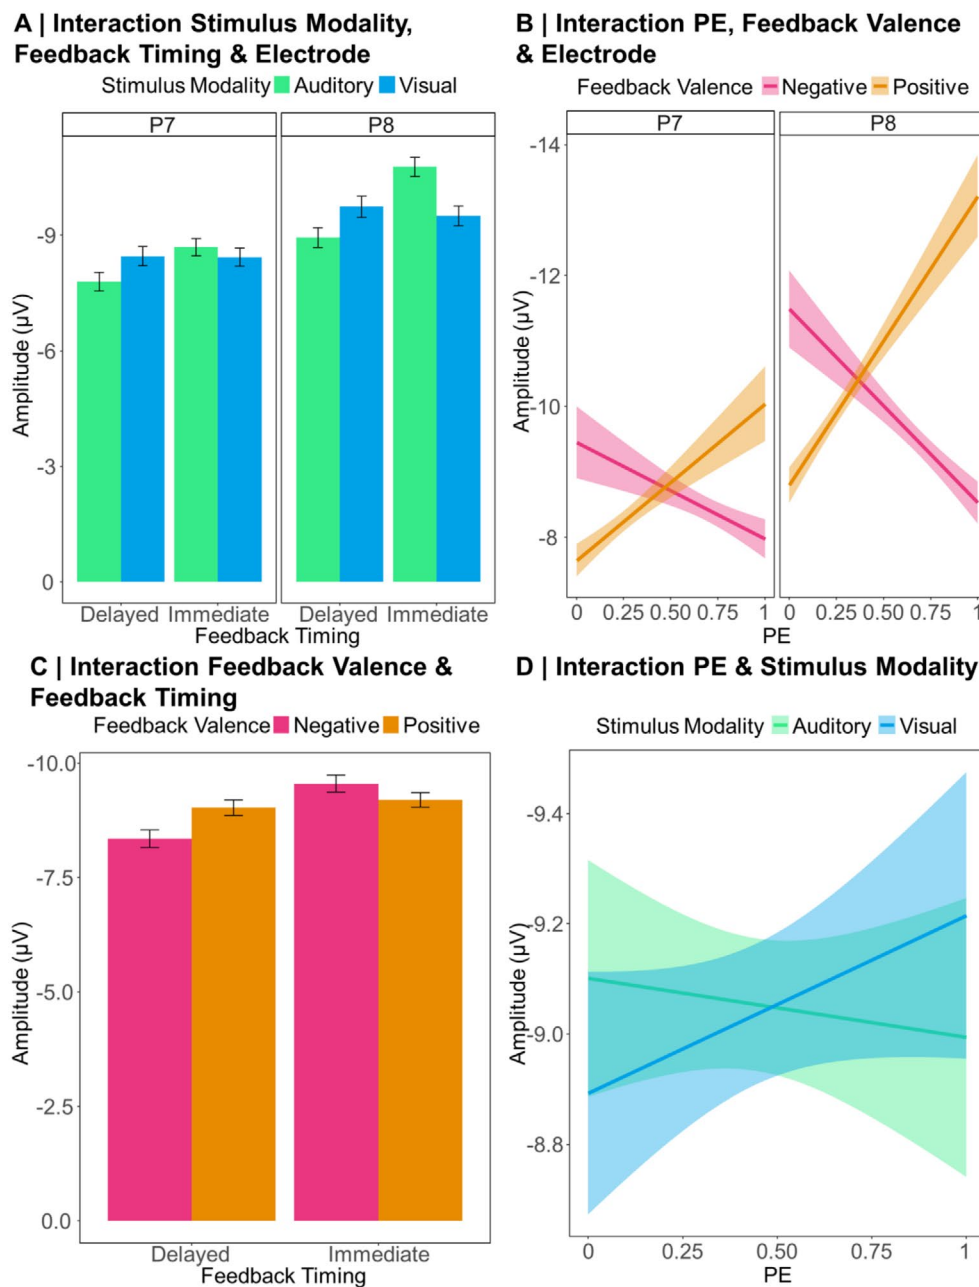 A | Interaction Stimulus Modality,
Feedback Timing & Electrode
Stimulus Modality Auditory Visual
P7 P8
Amplitude (µV)
-9
-6
-3
0
Delayed Immediate Delayed Immediate
Feedback Timing
B | Interaction PE, Feedback Valence
& Electrode
Feedback Valence Negative Positive
P7 P8
Amplitude (µV)
-14
-12
-10
-8
0 0.25 0.50 0.75 1 0 0.25 0.50 0.75 1
PE
C | Interaction Feedback Valence &
Feedback Timing
Feedback Valence Negative Positive
Amplitude (µV)
-10.0
-7.5
-5.0
-2.5
0.0
Delayed Immediate
Feedback Timing
D | Interaction PE & Stimulus Modality
Stimulus Modality Auditory Visual
Amplitude (µV)
-9.4
-9.2
-9.0
-8.8
0 0.25 0.50 0.75 1
PE